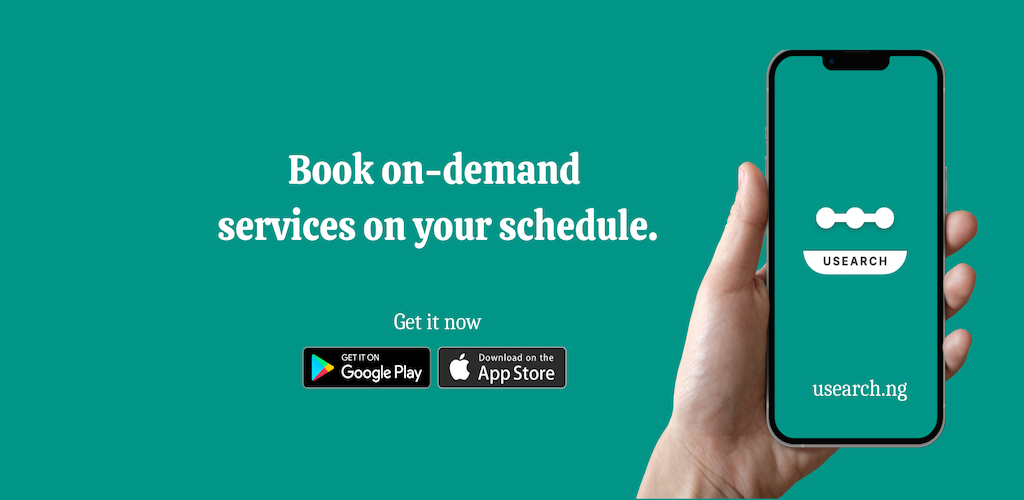 Book on-demand
services on your schedule.
Get it now
GET IT ON
Google Play
Download on the
App Store
USEARCH
usearch.ng